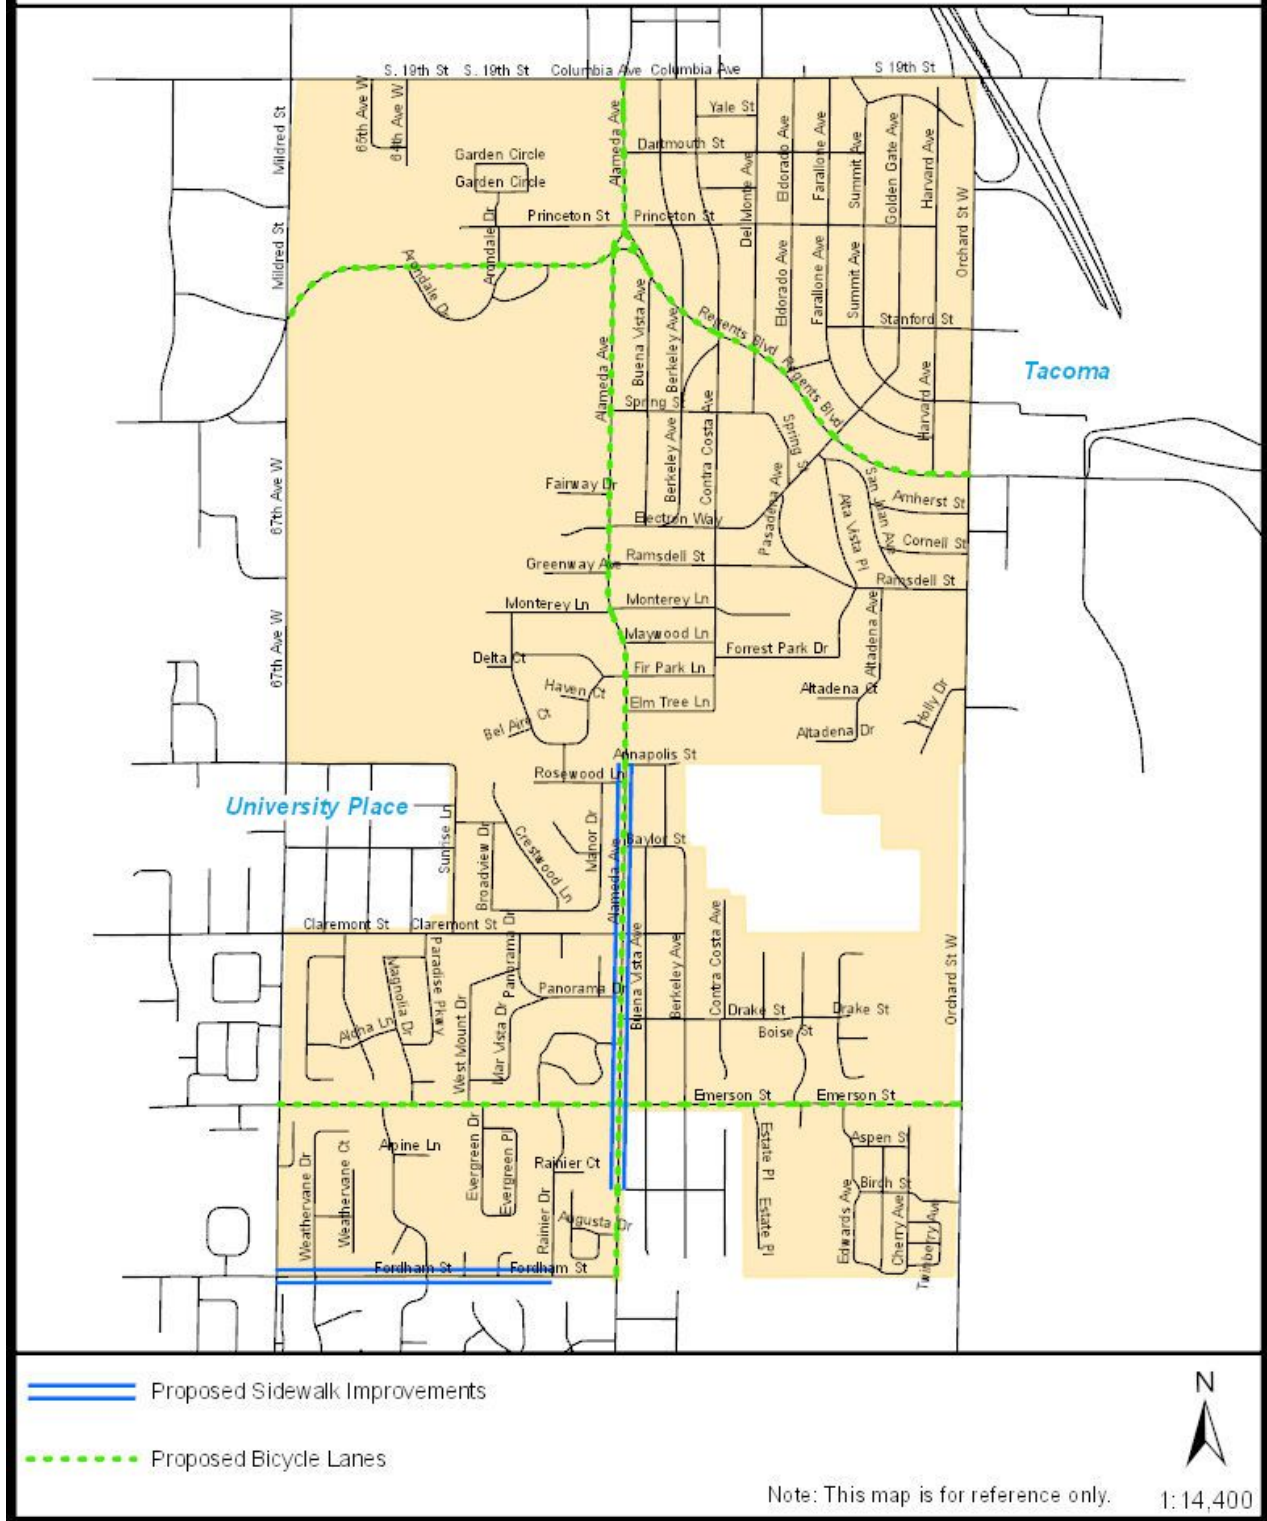 S. 19th St
S. 19th St
Columbia Ave
Columbia Ave
S 19th St
65th Ave W
64th Ave W
Mildred St
Alameda Ave
Yale St
Dartmouth St
Garden Circle
Garden Circle
Eldorado Ave
Farallone Ave
Summit Ave
Golden Gate Ave
Harvard Ave
Del Monte Ave
Orchard St W
Princeton St
Princeton St
Mildred St
Arondale Dr
Arondale Dr
Eldorado Ave
Farallone Ave
Summit Ave
Buena Vista Ave
Berkeley Ave
Regents Blvd
Stanford St
Alameda Ave
Regents Blvd
Tacoma
Harvard Ave
Spring St
Contra Costa Ave
Berkeley Ave
Spring S
67th Ave W
Fairway Dr
Pasadena Ave
Alta Vista Pl
San Juan Ave
Amherst St
Electron Way
Cornell St
Greenway Ave
Ramsdell St
Ramsdell St
Monterey Ln
Monterey Ln
67th Ave W
Maywood Ln
Forrest Park Dr
Altadena Ave
Delta Ct
Fir Park Ln
Haven Ct
Altadena Ct
Elm Tree Ln
Holly Dr
Bel Aire Ct
Altadena Dr
Annapolis St
Rosewood Ln
University Place
Sunrise Ln
Broadview Dr
Crestwood Ln
Manor Dr
Alameda Ave
Baylor St
Claremont St
Claremont St
Panorama Dr
Paradise Pkwy
Magnolia Dr
Buena Vista Ave
Berkeley Ave
Contra Costa Ave
Orchard St W
Panorama Dr
Drake St
Drake St
Aloha Ln
West Mount Dr
Mar Vista Dr
Boise St
Emerson St
Emerson St
Alpine Ln
Evergreen Dr
Evergreen Pl
Rainier Ct
Estate Pl
Aspen St
Weathervane Dr
Weathervane Ct
Birch St
Rainier Dr
Augusta Dr
Estate Pl
Edwards Ave
Cherry Ave
Twinberry Ave
Fordham St
Fordham St
Proposed Sidewalk Improvements
Proposed Bicycle Lanes
N
Note: This map is for reference only.
1:14,400